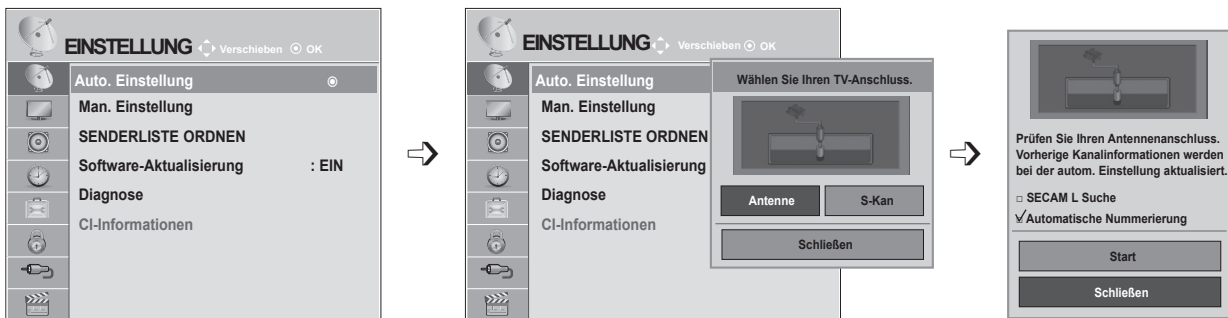 EINSTELLUNG Verschieben OK
Auto. Einstellung
Man. Einstellung
SENDERLISTE ORDNEN
Software-Aktualisierung : EIN
Diagnose
CI-Informationen
EINSTELLUNG Verschieben OK
Auto. Einstellung
Man. Einstellung
SENDERLISTE ORDNEN
Software-Aktualisierung
Diagnose
CI-Informationen
Wählen Sie Ihren TV-Anschluss.
Antenne S-Kan
Schließen
Prüfen Sie Ihren Antennenanschluss.
Vorherige Kanalinformationen werden
bei der autom. Einstellung aktualisiert.
□ SECAM L Suche
☑ Automatische Nummerierung
Start
Schließen